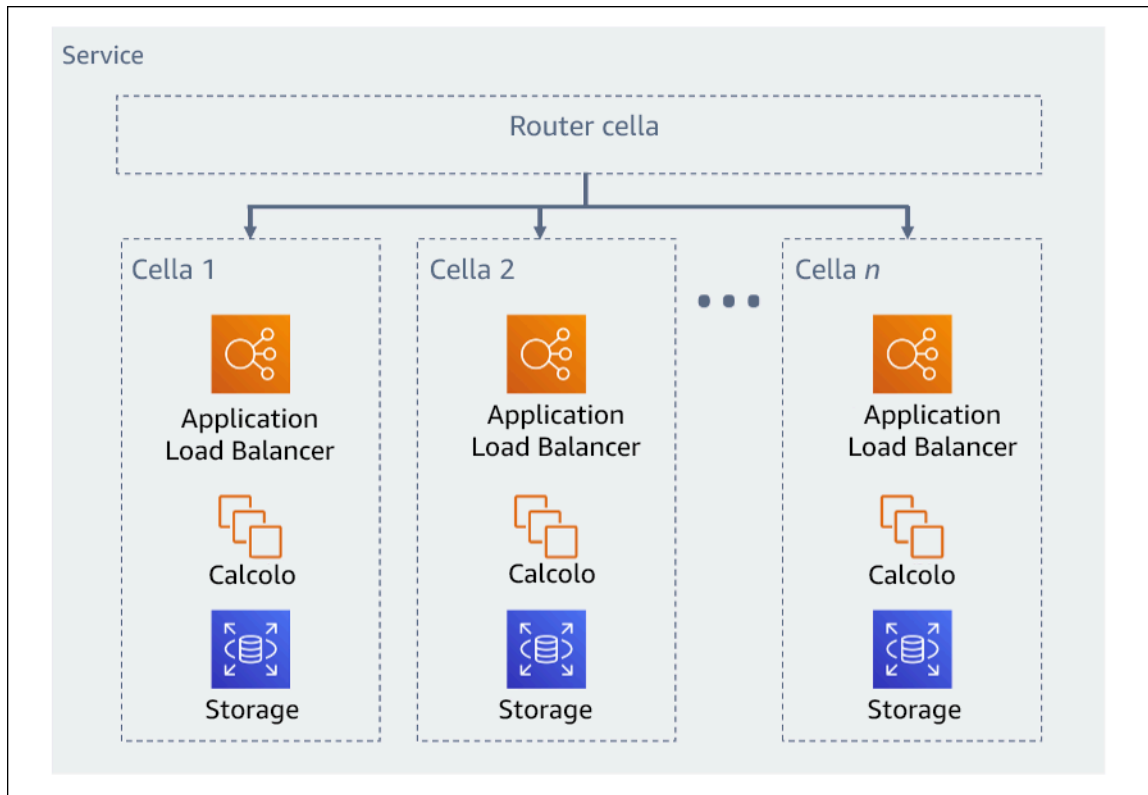 Service
Router cella
Cella 1
Application
Load Balancer
Calcolo
Storage
Cella 2
Application
Load Balancer
Calcolo
Storage
Cella n
Application
Load Balancer
Calcolo
Storage